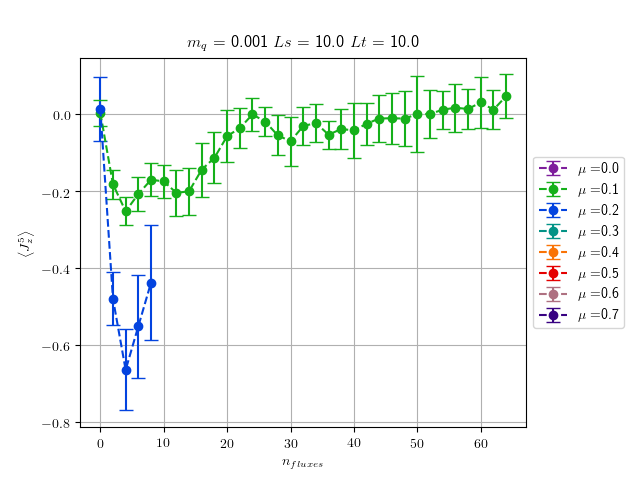 m_q = 0.001 Ls = 10.0 Lt = 10.0
⟨J_z^5⟩
0.0
−0.2
−0.4
−0.6
−0.8
0 10 20 30 40 50 60
n_{fluxes}
μ =0.0
μ =0.1
μ =0.2
μ =0.3
μ =0.4
μ =0.5
μ =0.6
μ =0.7